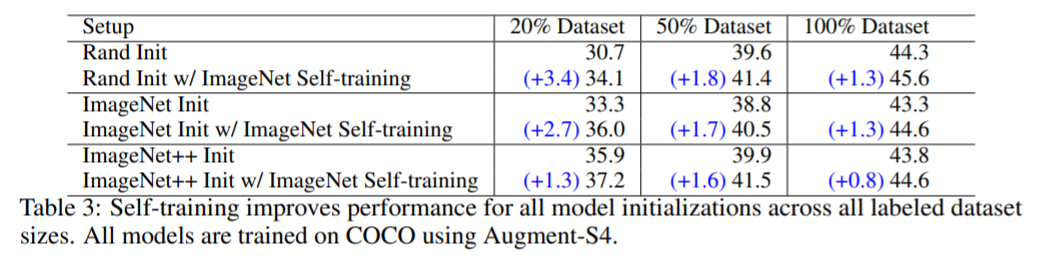 Setup 20% Dataset 50% Dataset 100% Dataset
Rand Init 30.7 39.6 44.3
Rand Init w/ ImageNet Self-training (+3.4) 34.1 (+1.8) 41.4 (+1.3) 45.6
ImageNet Init 33.3 38.8 43.3
ImageNet Init w/ ImageNet Self-training (+2.7) 36.0 (+1.7) 40.5 (+1.3) 44.6
ImageNet++ Init 35.9 39.9 43.8
ImageNet++ Init w/ ImageNet Self-training (+1.3) 37.2 (+1.6) 41.5 (+0.8) 44.6
Table 3: Self-training improves performance for all model initializations across all labeled dataset
sizes. All models are trained on COCO using Augment-S4.